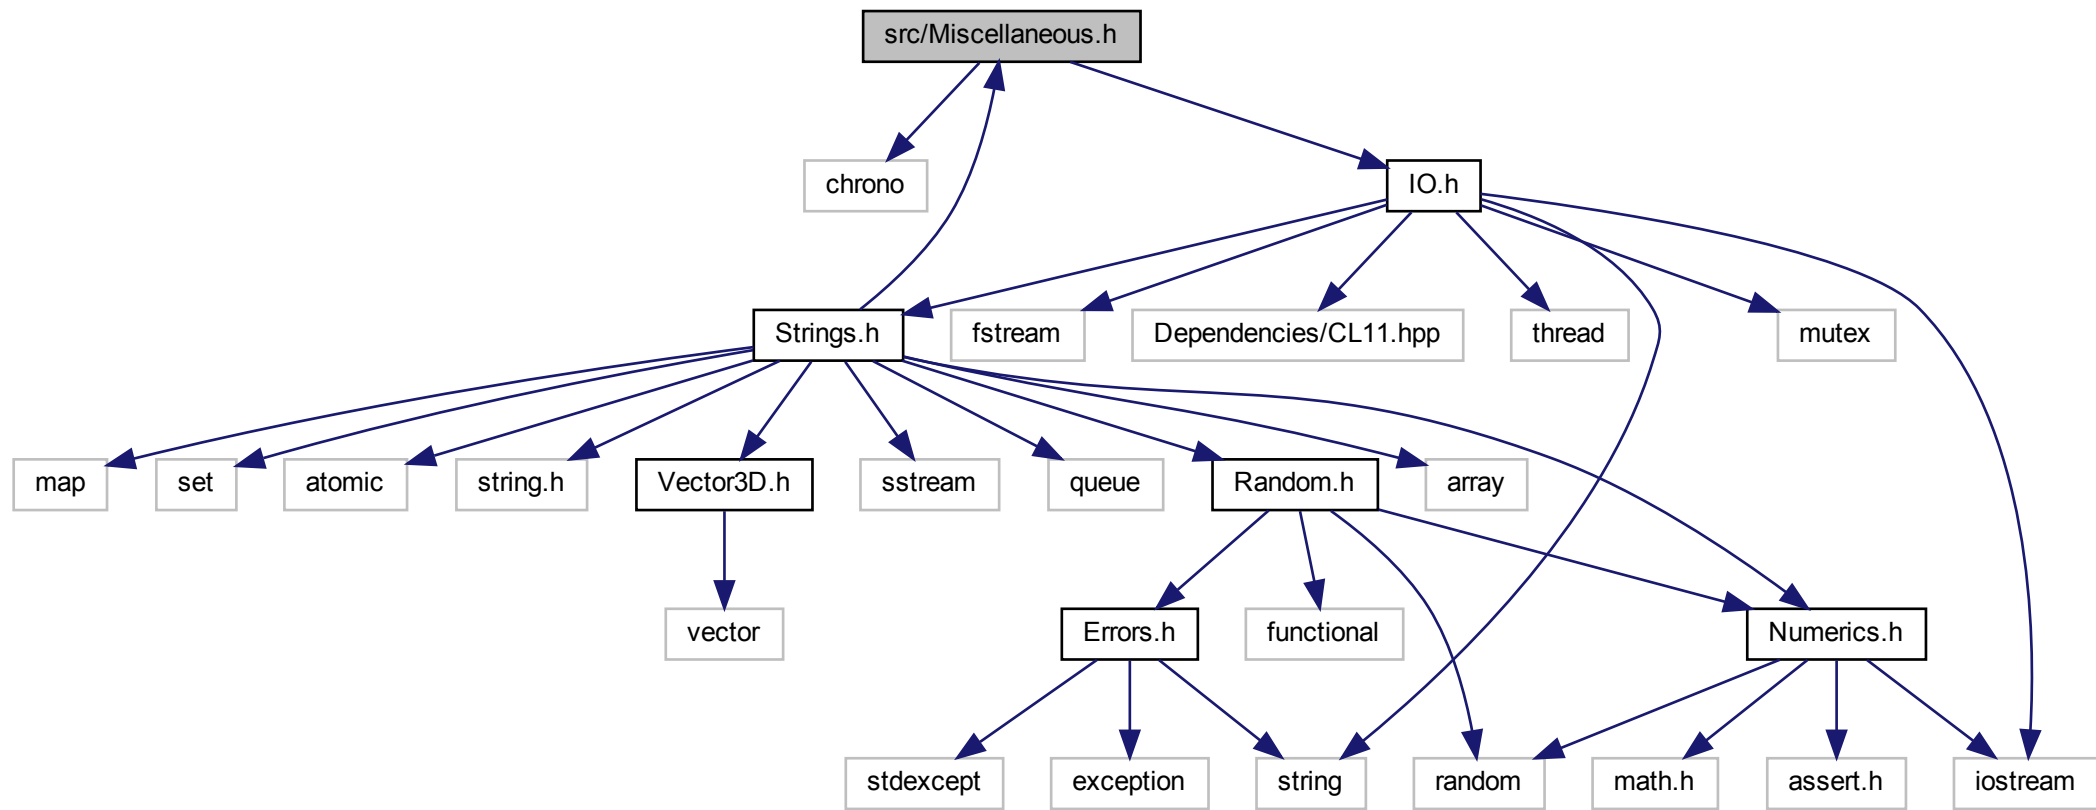 src/Miscellaneous.h
chrono
IO.h
Strings.h
fstream
Dependencies/CL11.hpp
thread
mutex
map
set
atomic
string.h
Vector3D.h
sstream
queue
Random.h
array
vector
Errors.h
functional
Numerics.h
stdexcept
exception
string
random
math.h
assert.h
iostream